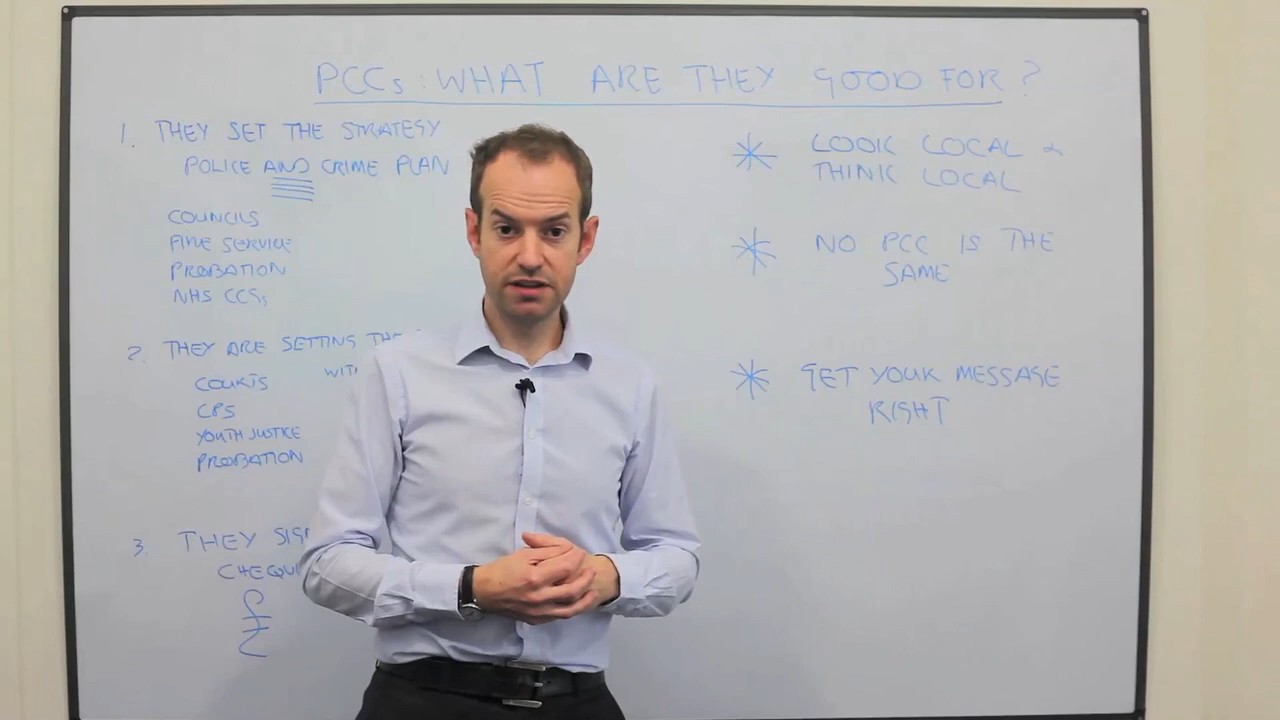 PCCs: WHAT ARE THEY GOOD FOR?
1. THEY SET THE STRATEGY
POLICE AND CRIME PLAN
COUNCILS
FIRE SERVICE
PROBATION
NHS CCGs
2. THEY ARE SETTING THE
WITH
COURTS
CPS
YOUTH JUSTICE
PROBATION
3. THEY
£
* LOOK LOCAL &
THINK LOCAL
* NO PCC IS THE
SAME
* GET YOUR MESSAGE
RIGHT